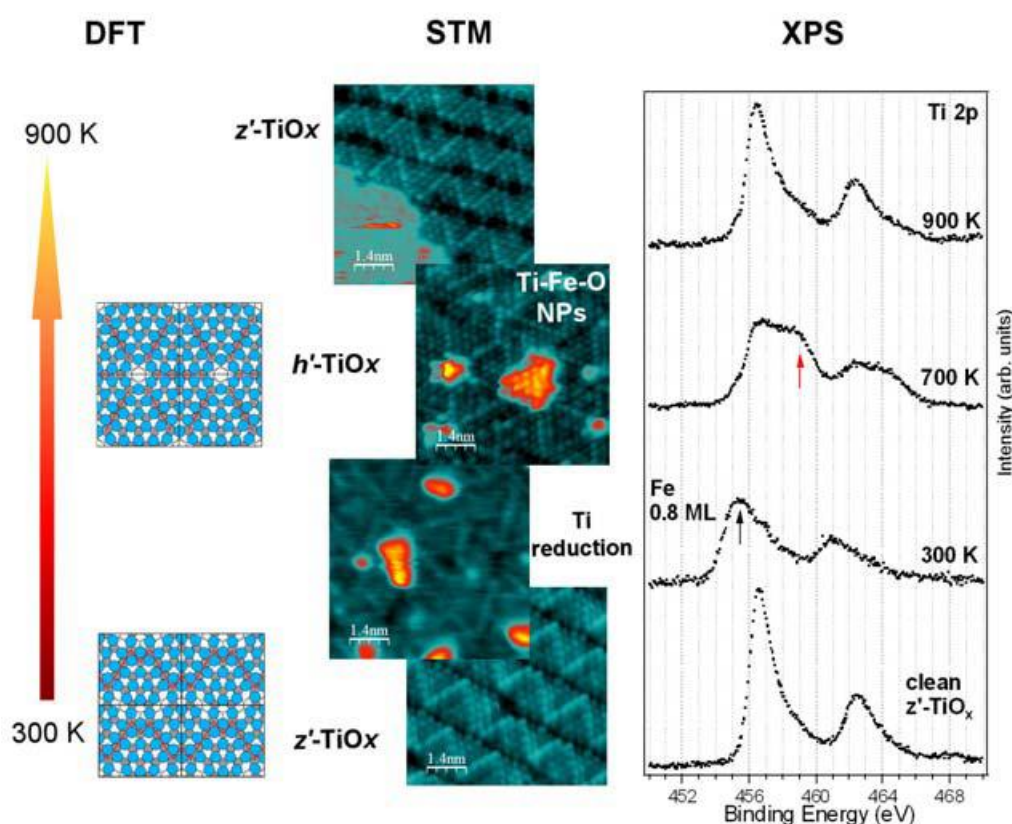 DFT
STM
XPS
900 K
300 K
z'-TiOx
1.4nm
h'-TiOx
Ti-Fe-O
NPs
1.4nm
Ti
reduction
1.4nm
z'-TiOx
1.4nm
Ti 2p
900 K
700 K
Fe
0.8 ML
300 K
clean
z'-TiOx
452 456 460 464 468
Binding Energy (eV)
Intensity (arb. units)